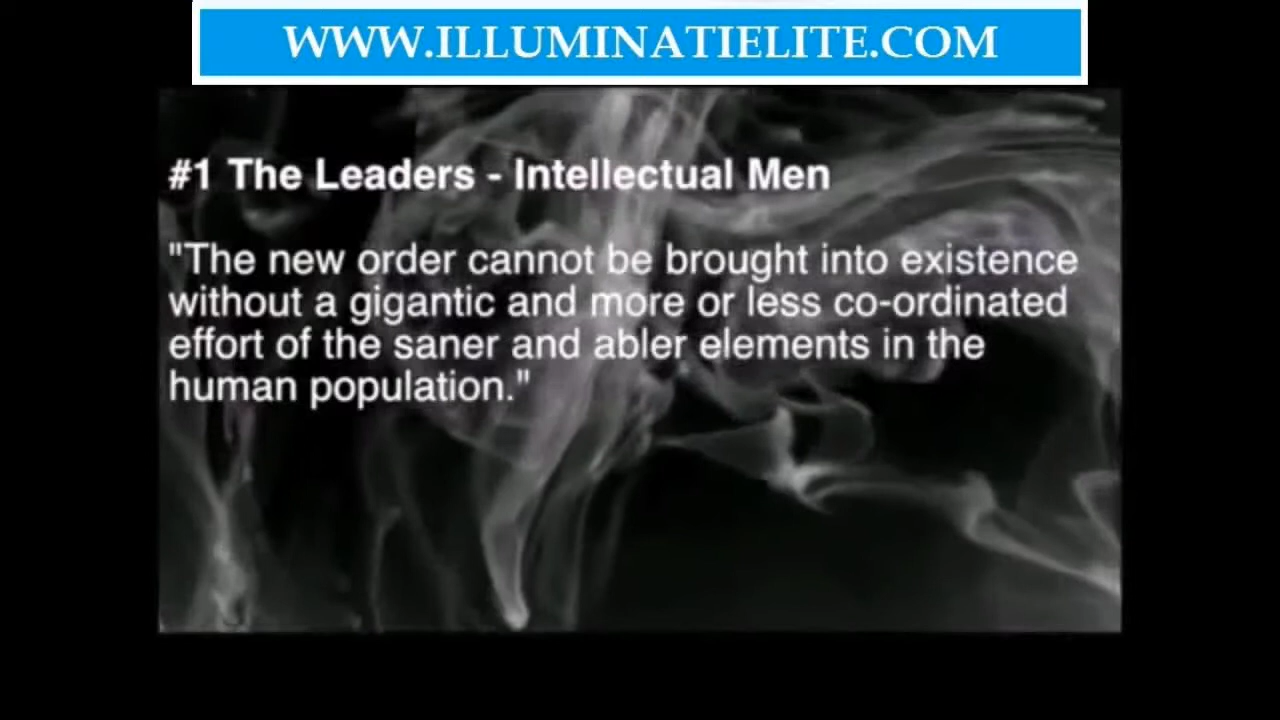 WWW.ILLUMINATIELITE.COM
#1 The Leaders - Intellectual Men
"The new order cannot be brought into existence
without a gigantic and more or less co-ordinated
effort of the saner and abler elements in the
human population."